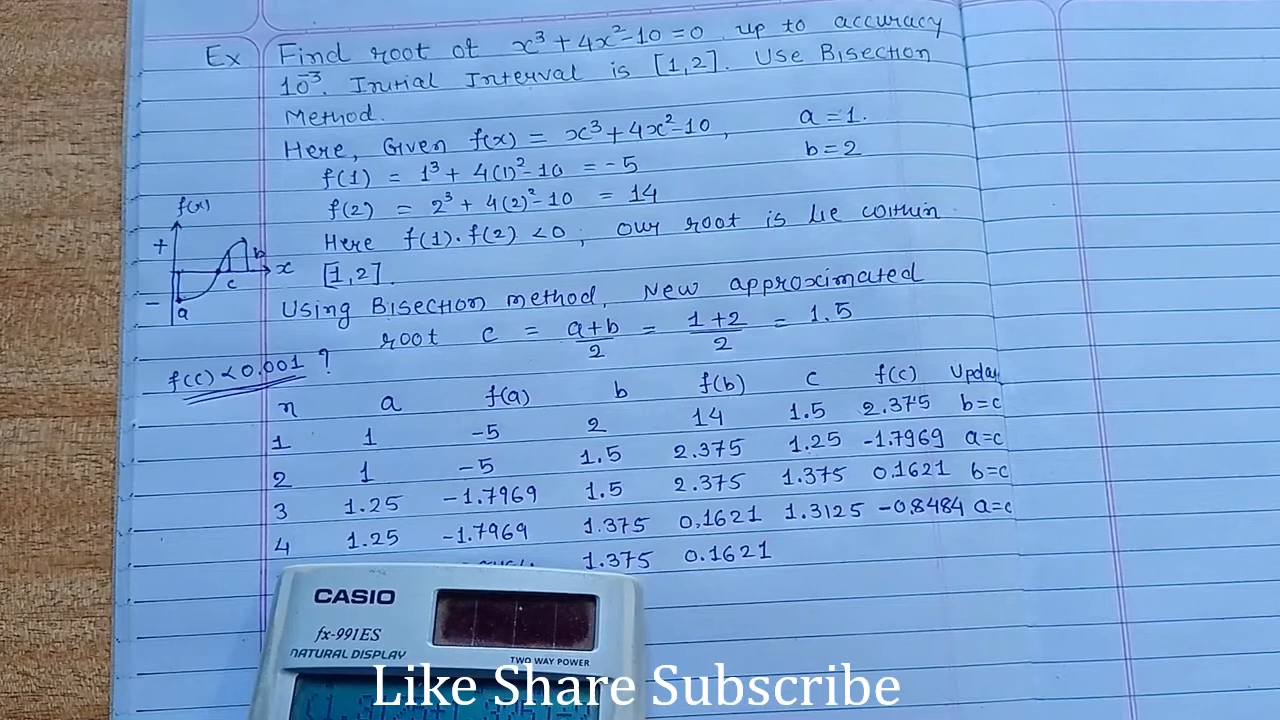 Ex Find root of x³ + 4x² - 10 = 0 up to accuracy
10⁻³. Initial Interval is [1,2]. Use Bisection
Method.
Here, Given f(x) = x³ + 4x² - 10, a = 1.
f(1) = 1³ + 4(1)² - 10 = -5 b = 2
f(2) = 2³ + 4(2)² - 10 = 14
Here f(1). f(2) < 0, our root is lie within
[1,2].
f(x)
+
b
x
c
-
a
Using Bisection method, New approximated
root c = a+b/2 = 1+2/2 = 1.5
f(c) < 0.001 ?
n a f(a) b f(b) c f(c) Updat
1 1 -5 2 14 1.5 2.375 b=c
2 1 -5 1.5 2.375 1.25 -1.7969 a=c
3 1.25 -1.7969 1.5 2.375 1.375 0.1621 b=c
4 1.25 -1.7969 1.375 0.1621 1.3125 -0.8484 a=c
1.375 0.1621
CASIO
fx-991ES
NATURAL DISPLAY
TWO WAY POWER
Like Share Subscribe